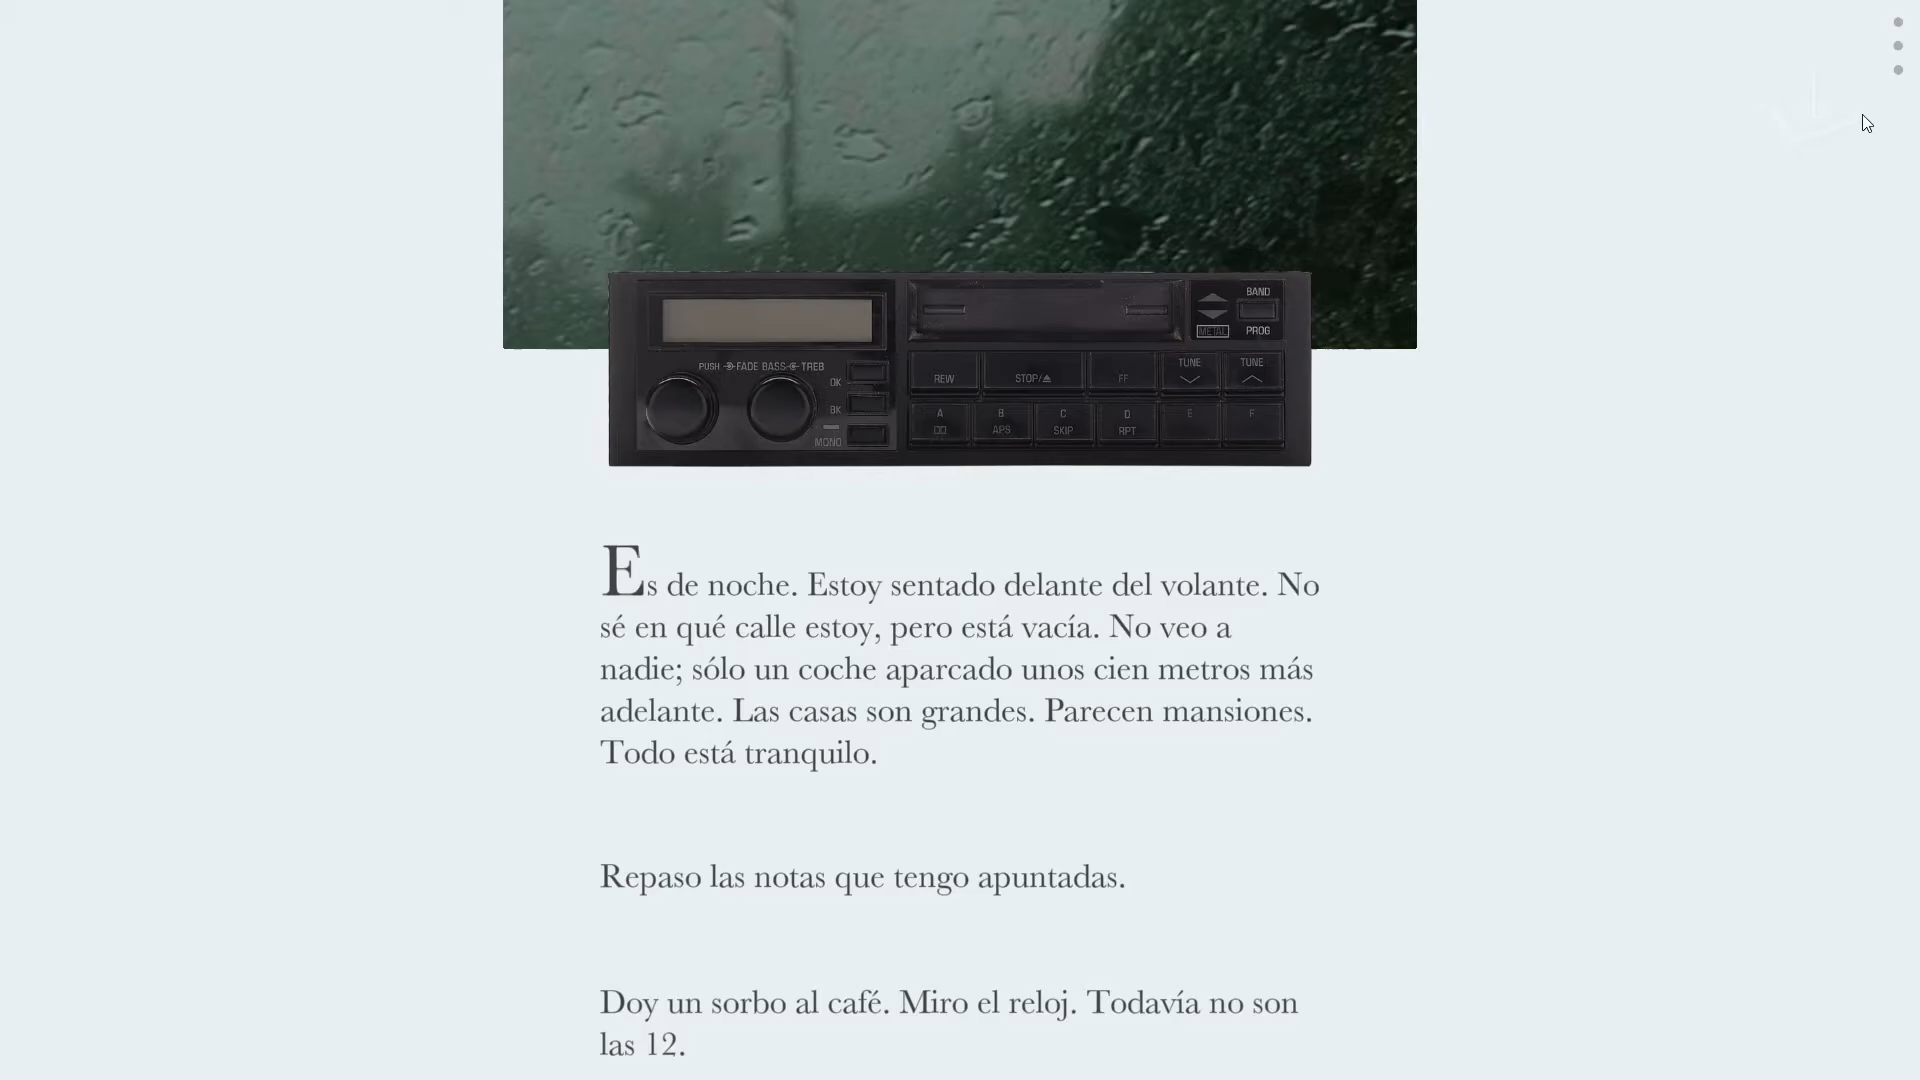 BAND
METAL
PROG
PUSH FADE BASS TREB
DK
BK
MONO
REW
STOP/
FF
TUNE
TUNE
A
B
C
D
E
F
APS
SKIP
RPT
Es de noche. Estoy sentado delante del volante. No
sé en qué calle estoy, pero está vacía. No veo a
nadie; sólo un coche aparcado unos cien metros más
adelante. Las casas son grandes. Parecen mansiones.
Todo está tranquilo.
Repaso las notas que tengo apuntadas.
Doy un sorbo al café. Miro el reloj. Todavía no son
las 12.